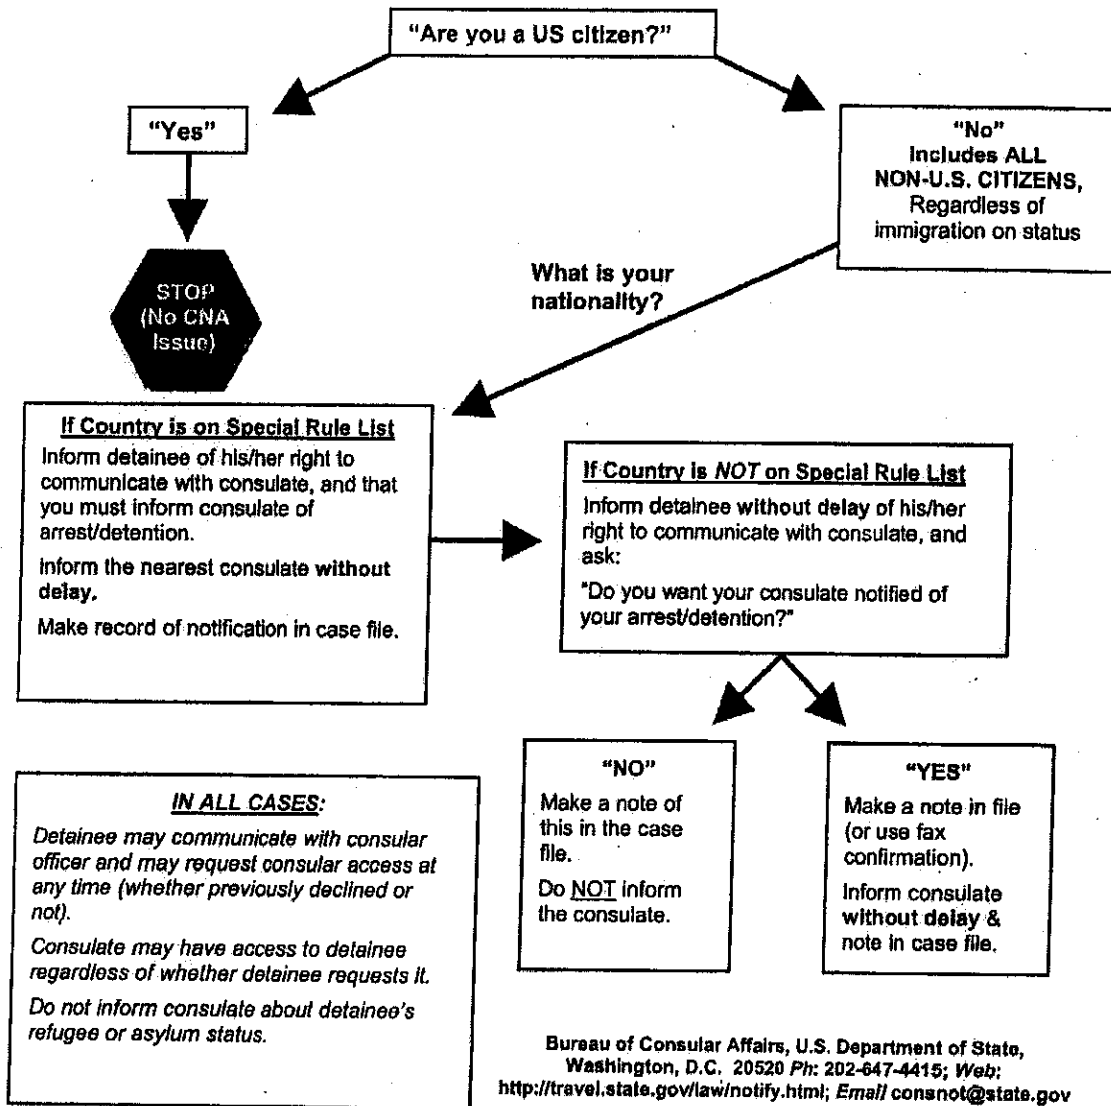 "Are you a US citizen?"
"Yes"
"No"
Includes ALL
NON-U.S. CITIZENS,
Regardless of
immigration on status
STOP
(No CNA
Issue)
What is your
nationality?
If Country is on Special Rule List
Inform detainee of his/her right to
communicate with consulate, and that
you must inform consulate of
arrest/detention.
Inform the nearest consulate without
delay.
Make record of notification in case file.
If Country is NOT on Special Rule List
Inform detainee without delay of his/her
right to communicate with consulate, and
ask:
"Do you want your consulate notified of
your arrest/detention?"
"NO"
Make a note of
this in the case
file.
Do NOT inform
the consulate.
"YES"
Make a note in file
(or use fax
confirmation).
Inform consulate
without delay &
note in case file.
IN ALL CASES:
Detainee may communicate with consular
officer and may request consular access at
any time (whether previously declined or
not).
Consulate may have access to detainee
regardless of whether detainee requests it.
Do not inform consulate about detainee's
refugee or asylum status.
Bureau of Consular Affairs, U.S. Department of State,
Washington, D.C. 20520 Ph: 202-647-4415; Web:
http://travel.state.gov/law/notify.html; Email consnot@state.gov